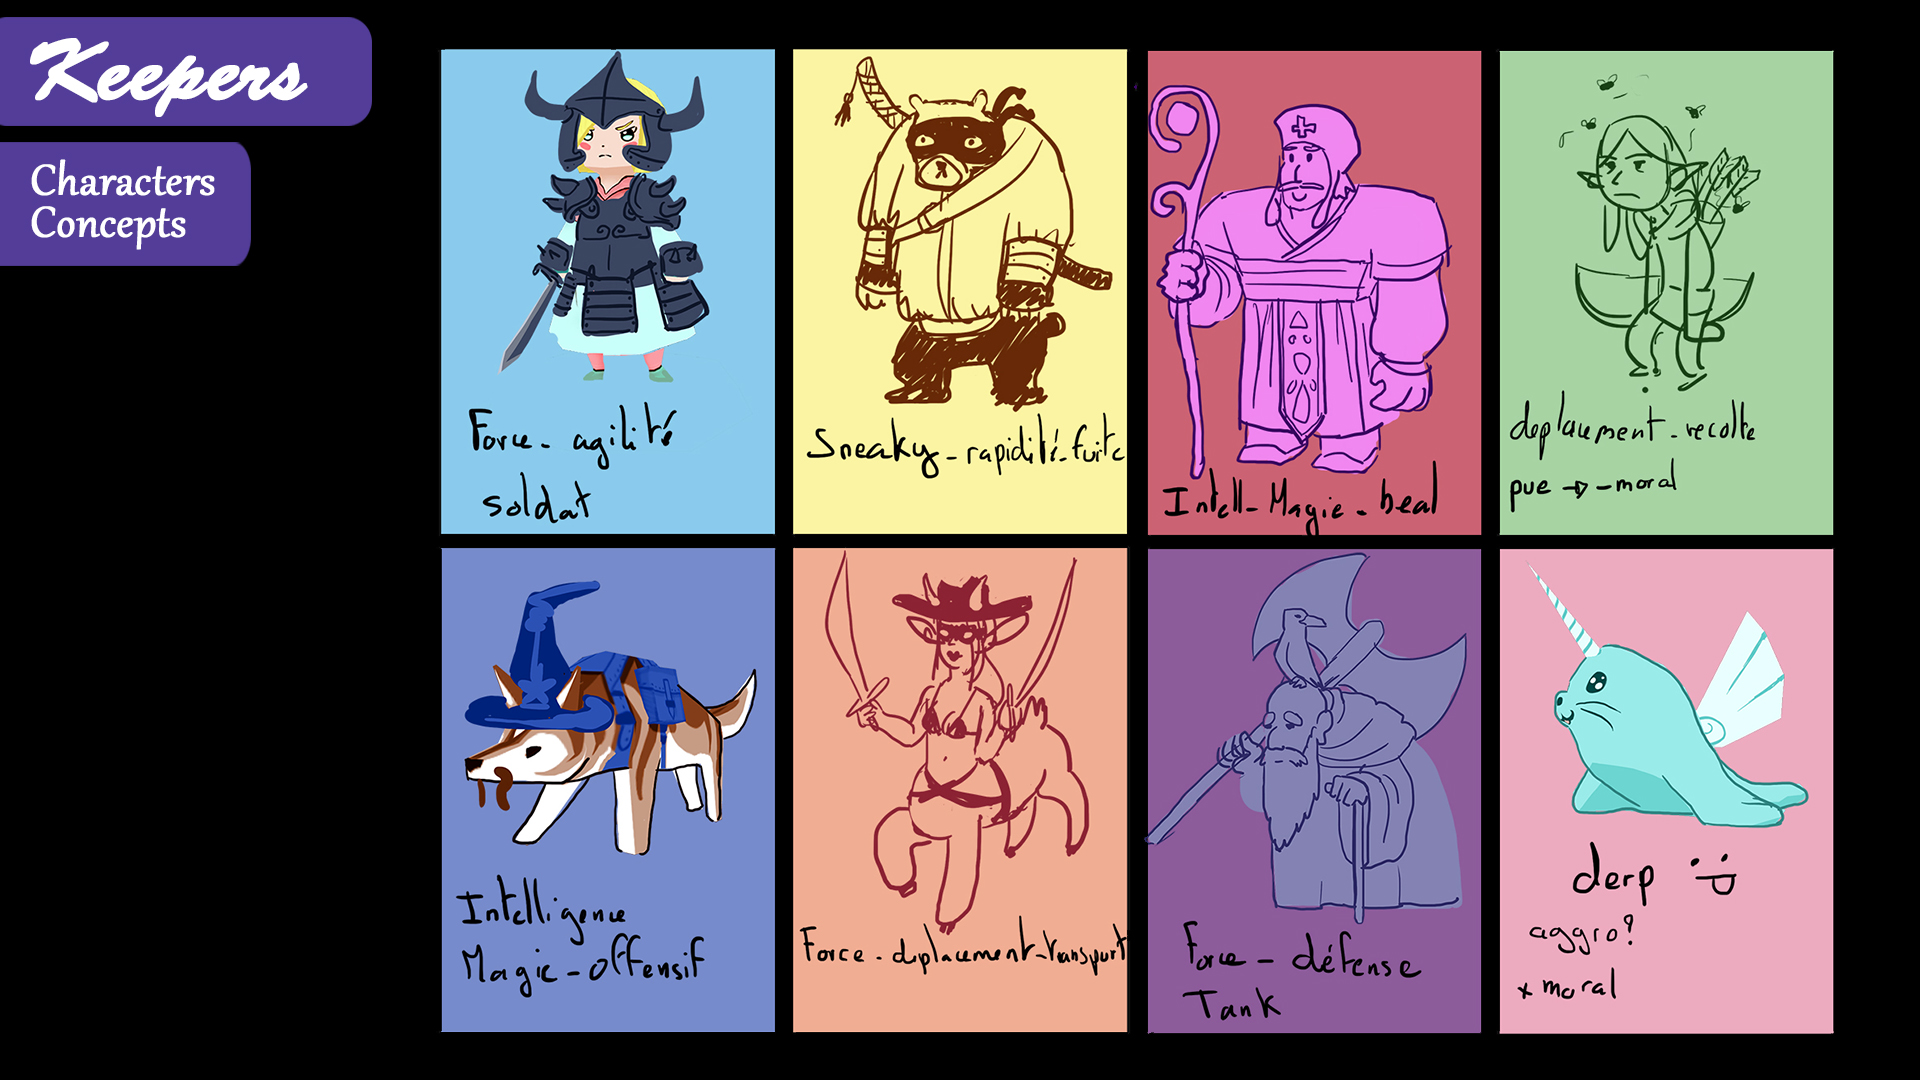 Keepers
Characters
Concepts
Force - agilité
soldat
Sneaky - rapidité - fuite
Intell - Magie - heal
deplacement - recolte
pue → - moral
Intelligence
Magie - offensif
Force - deplacement - transport
Force - défense
Tank
derp
aggro?
+ moral